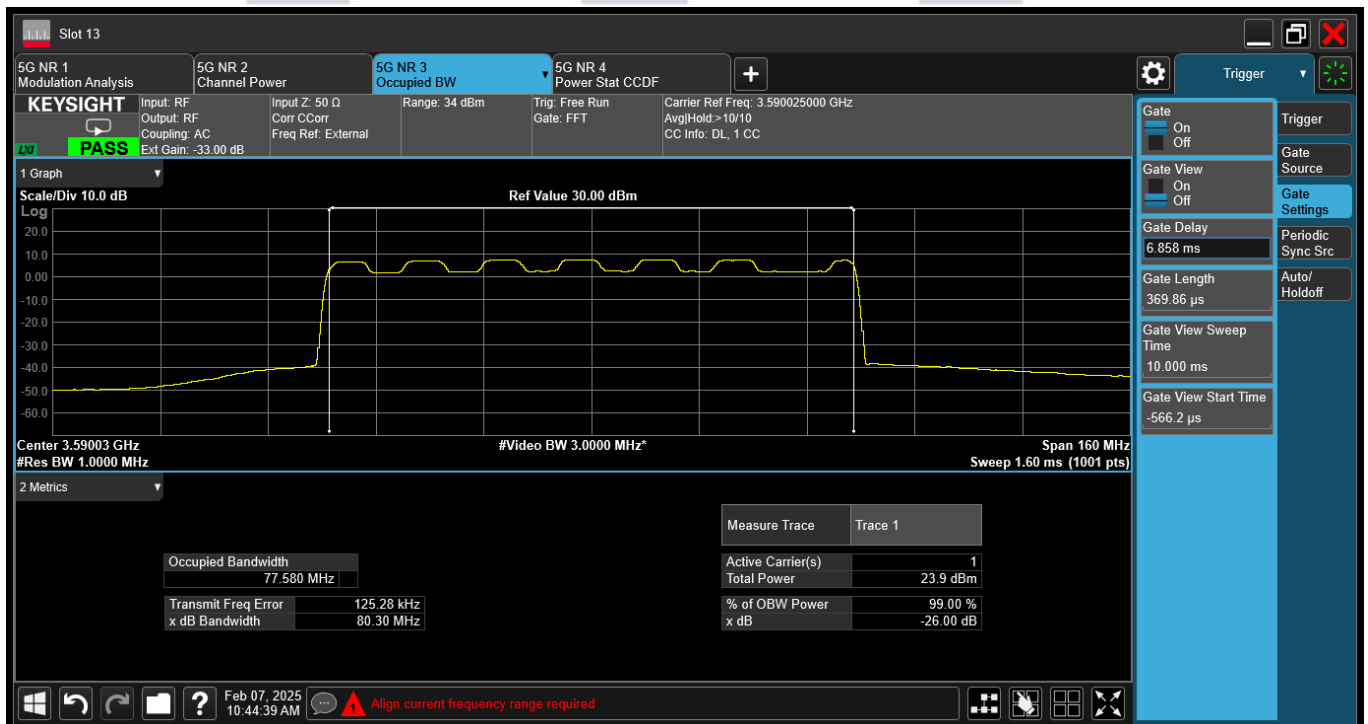 Slot 13
5G NR 1
Modulation Analysis
5G NR 2
Channel Power
5G NR 3
Occupied BW
5G NR 4
Power Stat CCDF
Trigger
KEYSIGHT
LXI
PASS
Input: RF
Output: RF
Coupling: AC
Ext Gain: -33.00 dB
Input Z: 50 Ω
Corr CCorr
Freq Ref: External
Range: 34 dBm
Trig: Free Run
Gate: FFT
Carrier Ref Freq: 3.590025000 GHz
Avg|Hold:>10/10
CC Info: DL, 1 CC
1 Graph
Scale/Div 10.0 dB
Ref Value 30.00 dBm
Log
20.0
10.0
0.00
-10.0
-20.0
-30.0
-40.0
-50.0
-60.0
Center 3.59003 GHz
#Video BW 3.0000 MHz*
Span 160 MHz
#Res BW 1.0000 MHz
Sweep 1.60 ms (1001 pts)
2 Metrics
Measure Trace Trace 1
Occupied Bandwidth
77.580 MHz
Transmit Freq Error 125.28 kHz
x dB Bandwidth 80.30 MHz
Active Carrier(s) 1
Total Power 23.9 dBm
% of OBW Power 99.00 %
x dB -26.00 dB
Gate
On
Off
Gate View
On
Off
Gate Delay
6.858 ms
Gate Length
369.86 µs
Gate View Sweep
Time
10.000 ms
Gate View Start Time
-566.2 µs
Trigger
Gate
Source
Gate
Settings
Periodic
Sync Src
Auto/
Holdoff
?
Feb 07, 2025
10:44:39 AM
1
Align current frequency range required